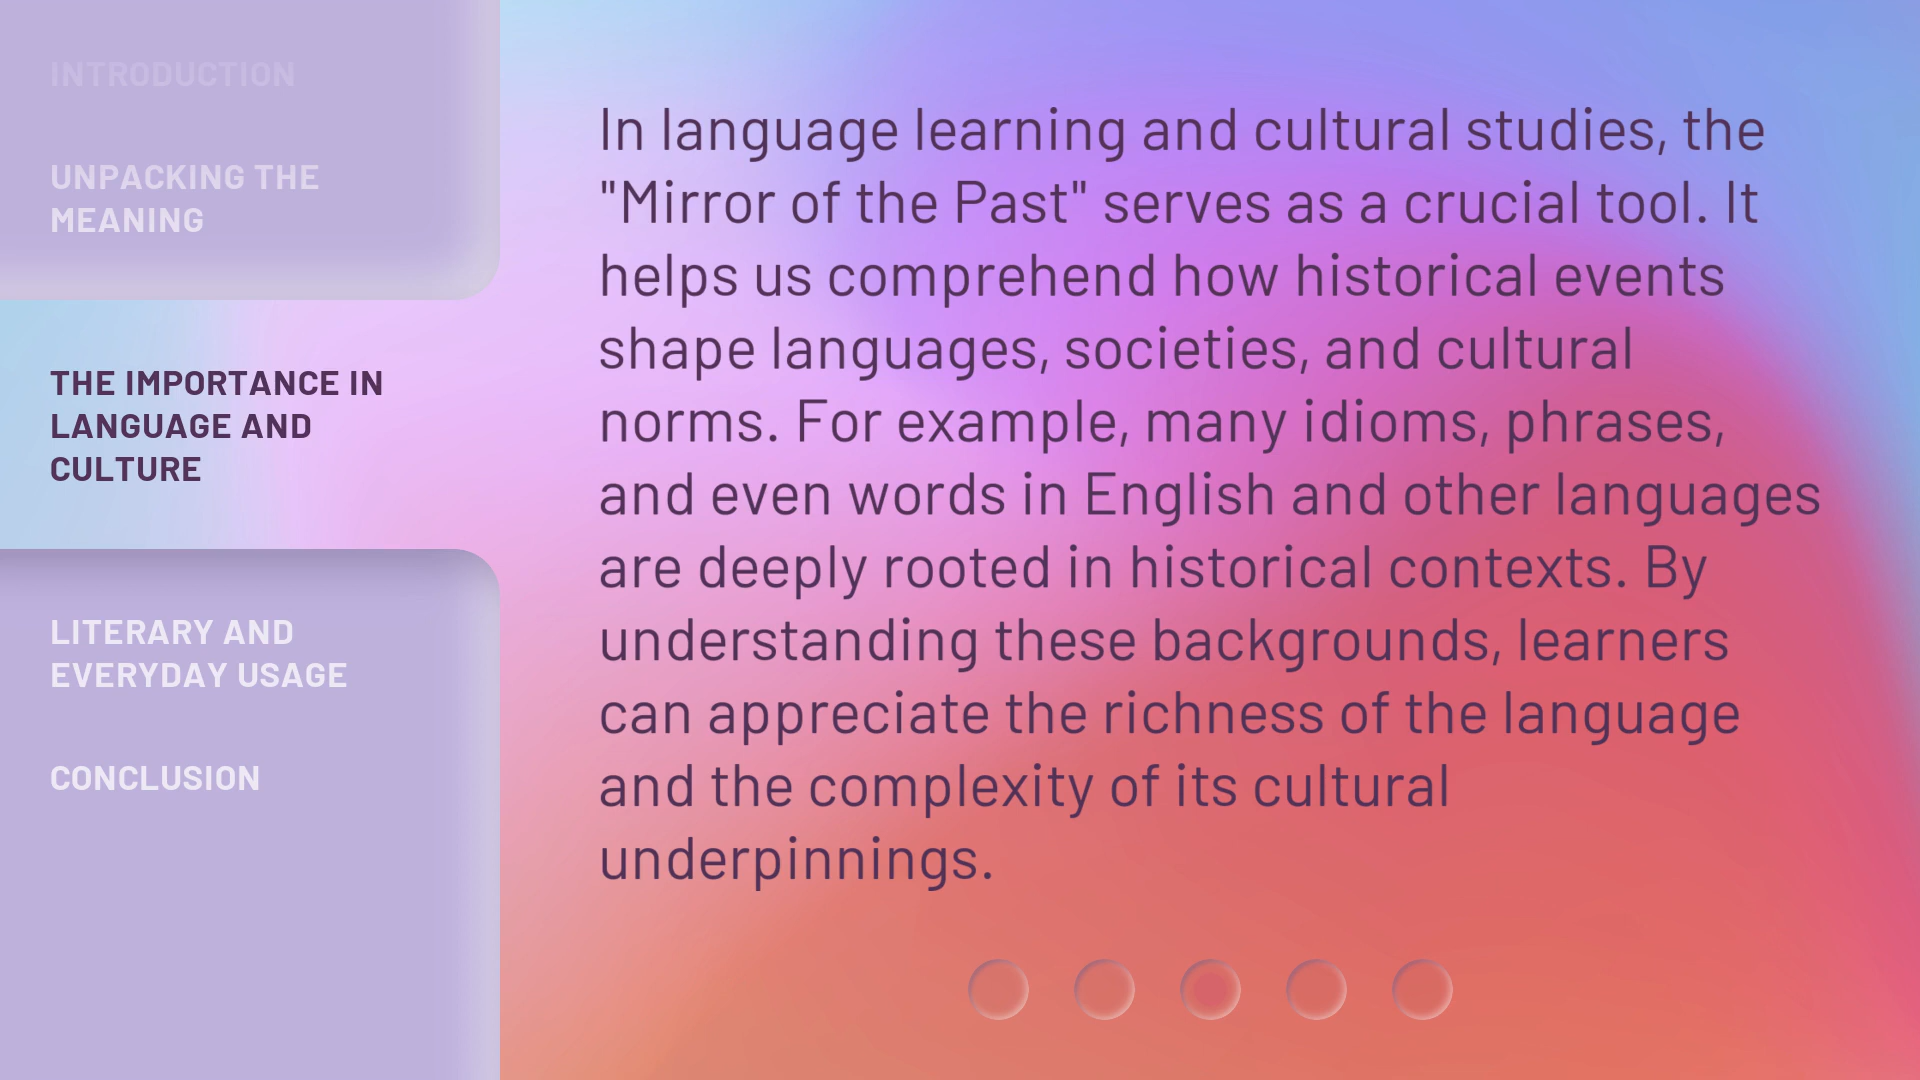 INTRODUCTION
UNPACKING THE
MEANING
THE IMPORTANCE IN
LANGUAGE AND
CULTURE
LITERARY AND
EVERYDAY USAGE
CONCLUSION
In language learning and cultural studies, the
"Mirror of the Past" serves as a crucial tool. It
helps us comprehend how historical events
shape languages, societies, and cultural
norms. For example, many idioms, phrases,
and even words in English and other languages
are deeply rooted in historical contexts. By
understanding these backgrounds, learners
can appreciate the richness of the language
and the complexity of its cultural
underpinnings.